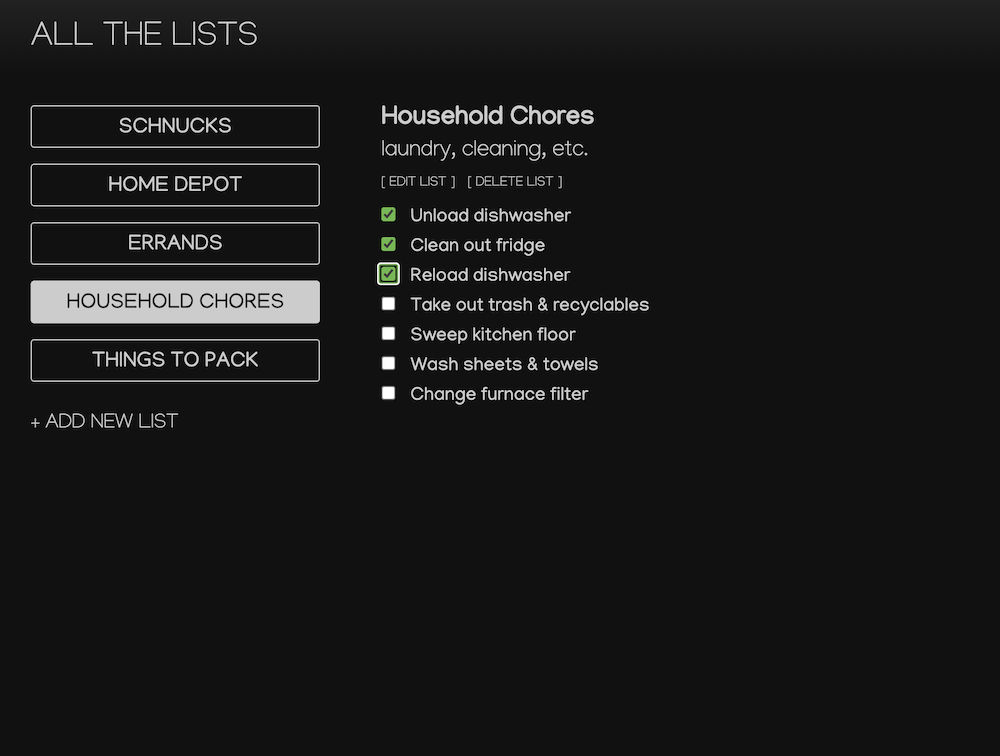 ALL THE LISTS
SCHNUCKS
HOME DEPOT
ERRANDS
HOUSEHOLD CHORES
THINGS TO PACK
+ ADD NEW LIST
Household Chores
laundry, cleaning, etc.
[ EDIT LIST ] [ DELETE LIST ]
Unload dishwasher
Clean out fridge
Reload dishwasher
Take out trash & recyclables
Sweep kitchen floor
Wash sheets & towels
Change furnace filter